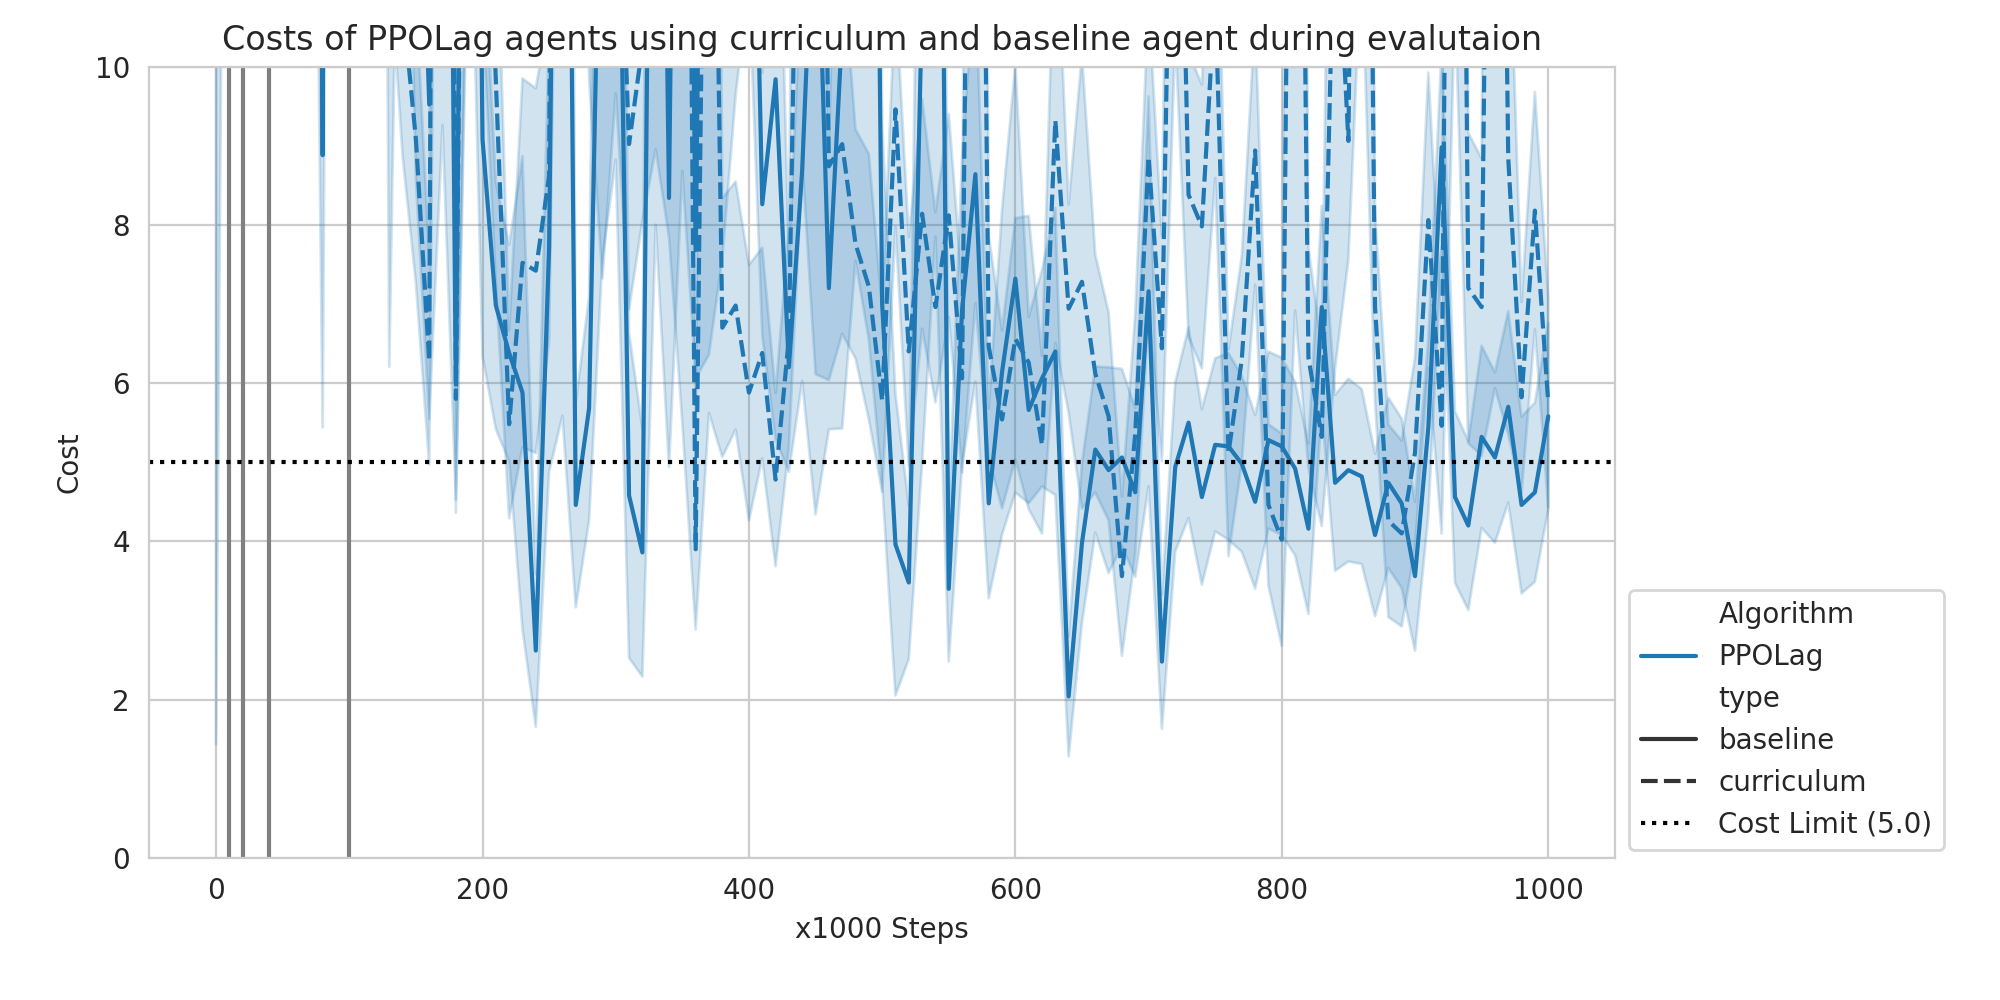 Costs of PPOLag agents using curriculum and baseline agent during evalutaion
10
8
6
4
2
0
Cost
0 200 400 600 800 1000
x1000 Steps
Algorithm
PPOLag
type
baseline
curriculum
Cost Limit (5.0)